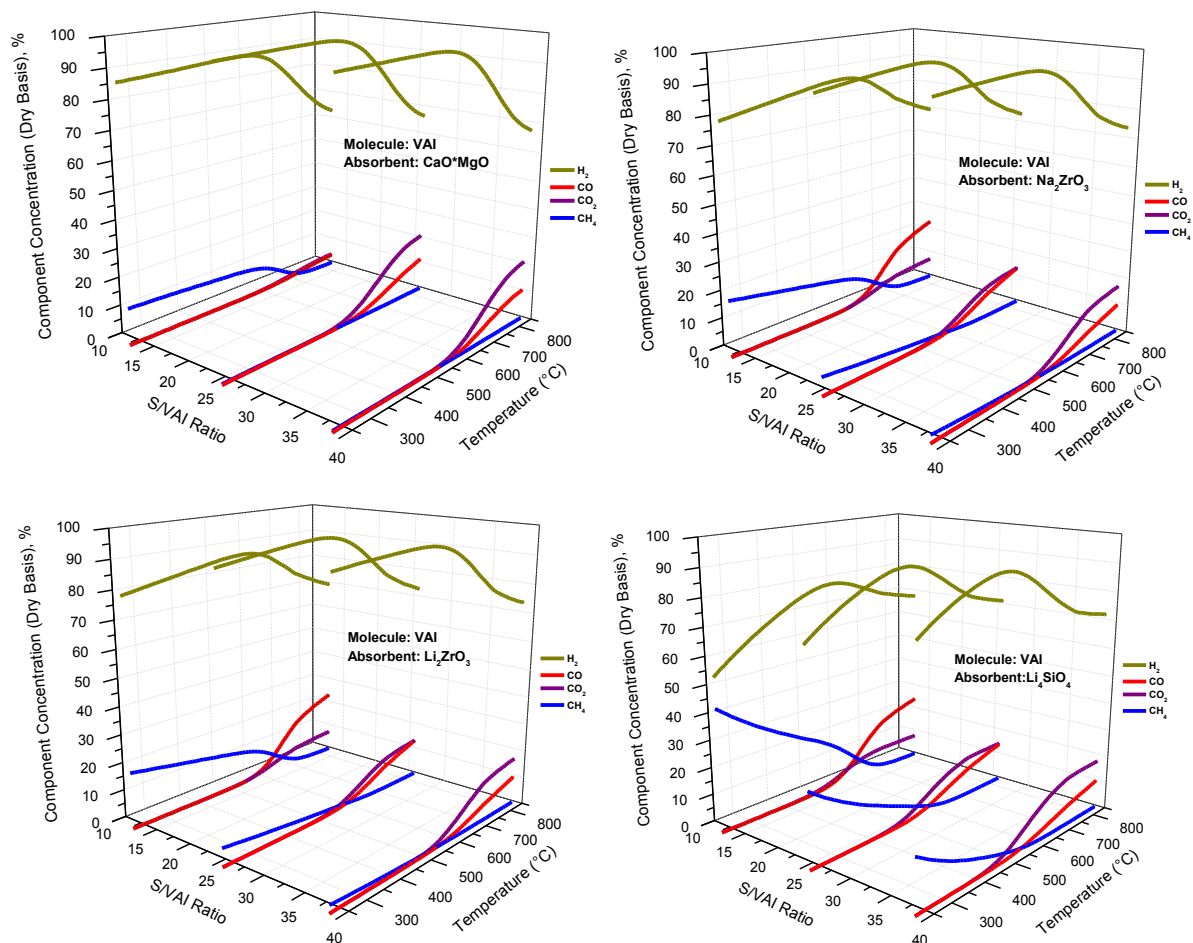 Component Concentration (Dry Basis), %
100
90
80
70
60
50
40
30
20
10
0
10
15
20
25
30
35
40
S/VAI Ratio
300
400
500
600
700
800
Temperature (°C)
Molecule: VAI
Absorbent: CaO*MgO
H2
CO
CO2
CH4
Component Concentration (Dry Basis), %
100
90
80
70
60
50
40
30
20
10
0
10
15
20
25
30
35
40
S/VAI Ratio
300
400
500
600
700
800
Temperature (°C)
Molecule: VAI
Absorbent: Na2ZrO3
H2
CO
CO2
CH4
Component Concentration (Dry Basis), %
100
90
80
70
60
50
40
30
20
10
0
10
15
20
25
30
35
40
S/VAI Ratio
300
400
500
600
700
800
Temperature (°C)
Molecule: VAI
Absorbent: Li2ZrO3
H2
CO
CO2
CH4
Component Concentration (Dry Basis), %
100
90
80
70
60
50
40
30
20
10
0
10
15
20
25
30
35
40
S/VAI Ratio
300
400
500
600
700
800
Temperature (°C)
Molecule: VAI
Absorbent:Li4SiO4
H2
CO
CO2
CH4